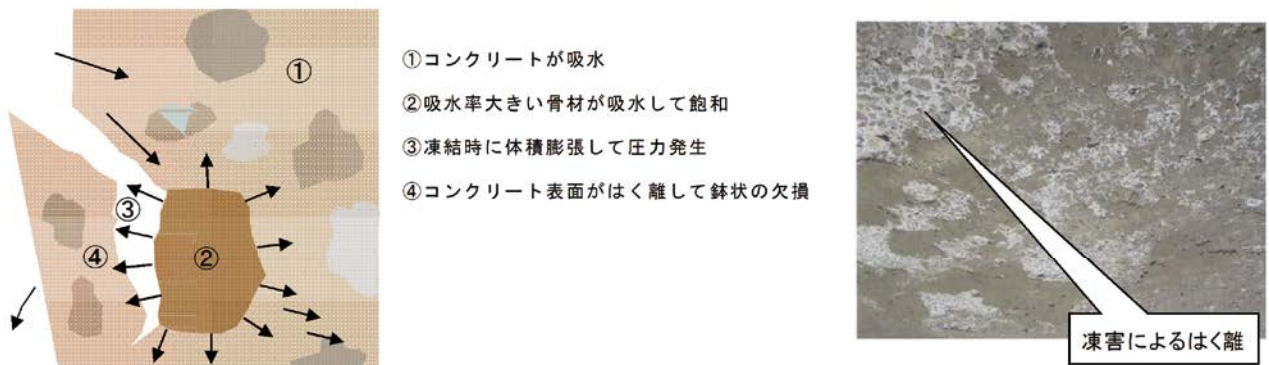 ①
①コンクリートが吸水
②吸水率大きい骨材が吸水して飽和
③凍結時に体積膨張して圧力発生
④コンクリート表面がはく離して鉢状の欠損
③
④
②
凍害によるはく離